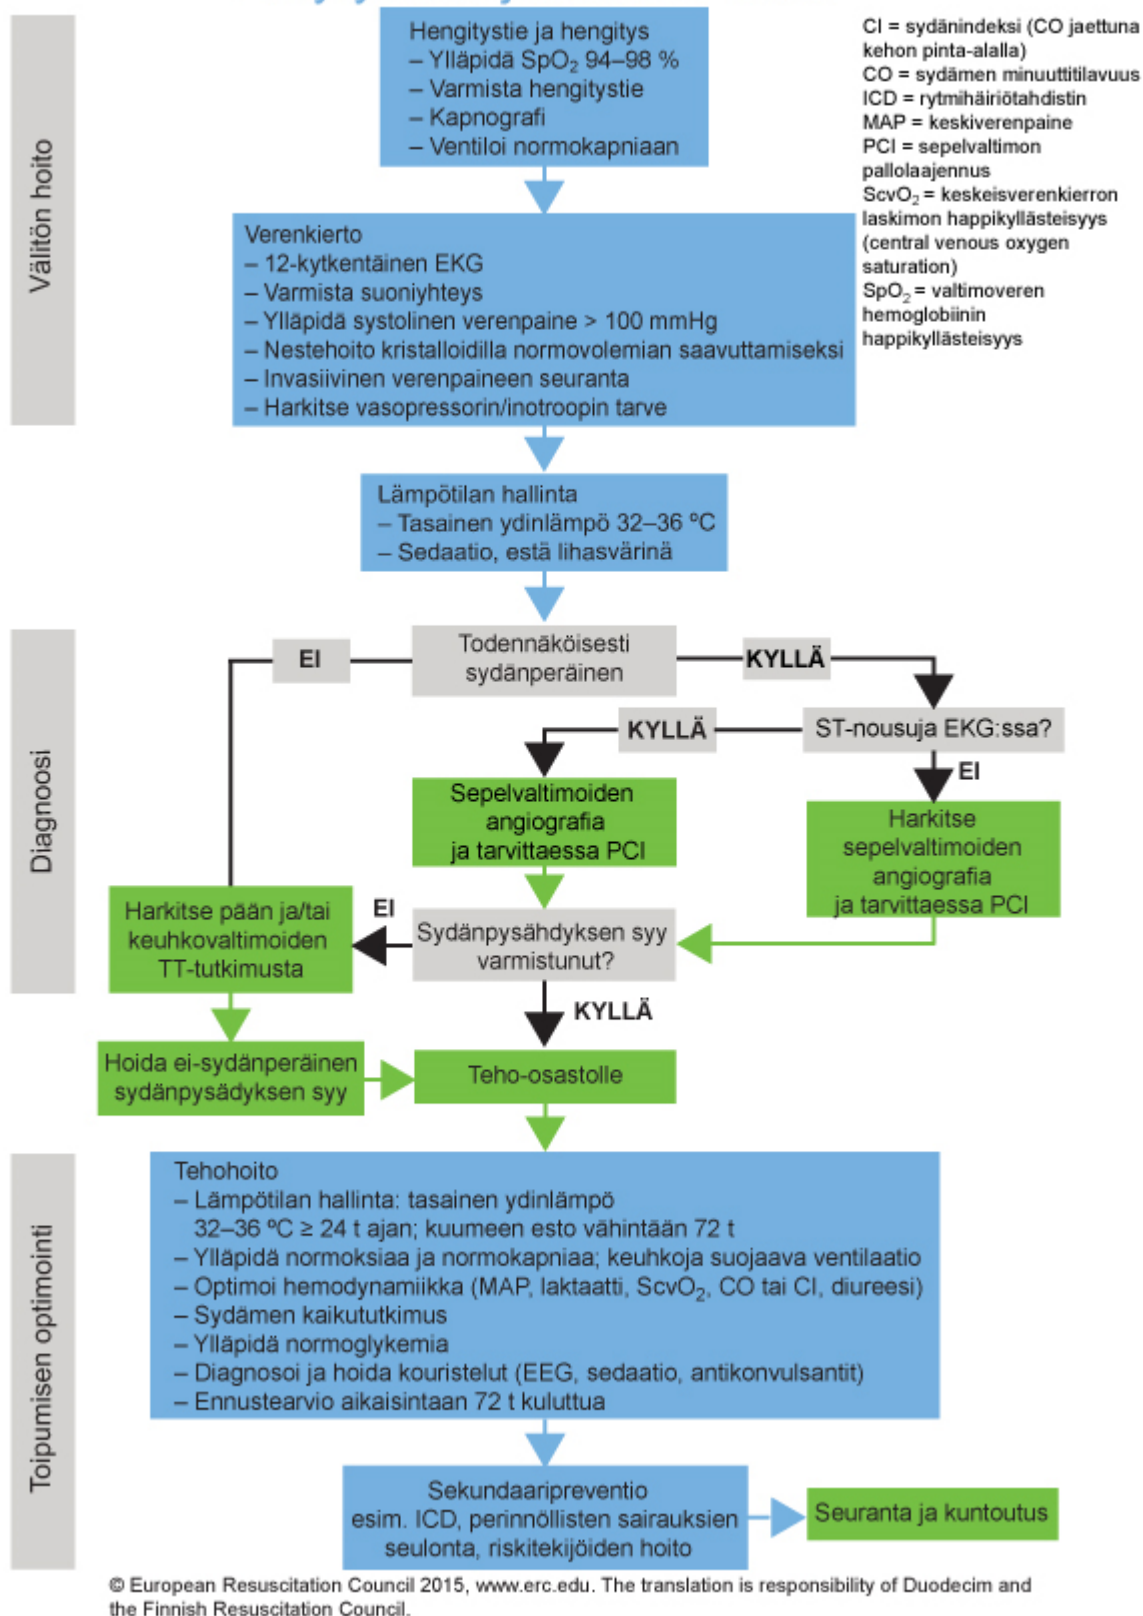 Hengitystie ja hengitys
– Ylläpidä SpO₂ 94–98 %
– Varmista hengitystie
– Kapnografi
– Ventiloi normokapniaan
CI = sydänindeksi (CO jaettuna
kehon pinta-alalla)
CO = sydämen minuuttitilavuus
ICD = rytmihäiriötahdistin
MAP = keskiverenpaine
PCI = sepelvaltimon
pallolaajennus
ScvO₂ = keskeisverenkierron
laskimon happikyllästeisyys
(central venous oxygen
saturation)
SpO₂ = valtimoveren
hemoglobiinin
happikyllästeisyys
Välitön hoito
Verenkierto
– 12-kytkentäinen EKG
– Varmista suoniyhteys
– Ylläpidä systolinen verenpaine > 100 mmHg
– Nestehoito kristalloidilla normovolemian saavuttamiseksi
– Invasiivinen verenpaineen seuranta
– Harkitse vasopressorin/inotroopin tarve
Lämpötilan hallinta
– Tasainen ydinlämpö 32–36 ºC
– Sedaatio, estä lihasvärinä
Diagnoosi
Todennäköisesti
sydänperäinen
EI
KYLLÄ
ST-nousuja EKG:ssa?
KYLLÄ
EI
Sepelvaltimoiden
angiografia
ja tarvittaessa PCI
Harkitse
sepelvaltimoiden
angiografia
ja tarvittaessa PCI
Sydänpysähdyksen syy
varmistunut?
EI
KYLLÄ
Harkitse pään ja/tai
keuhkovaltimoiden
TT-tutkimusta
Hoida ei-sydänperäinen
sydänpysädyksen syy
Teho-osastolle
Toipumisen optimointi
Tehohoito
– Lämpötilan hallinta: tasainen ydinlämpö
32–36 ºC ≥ 24 t ajan; kuumeen esto vähintään 72 t
– Ylläpidä normoksiaa ja normokapniaa; keuhkoja suojaava ventilaatio
– Optimoi hemodynamiikka (MAP, laktaatti, ScvO₂, CO tai CI, diureesi)
– Sydämen kaikututkimus
– Ylläpidä normoglykemia
– Diagnosoi ja hoida kouristelut (EEG, sedaatio, antikonvulsantit)
– Ennustearvio aikaisintaan 72 t kuluttua
Sekundaaripreventio
esim. ICD, perinnöllisten sairauksien
seulonta, riskitekijöiden hoito
Seuranta ja kuntoutus
© European Resuscitation Council 2015, www.erc.edu. The translation is responsibility of Duodecim and
the Finnish Resuscitation Council.